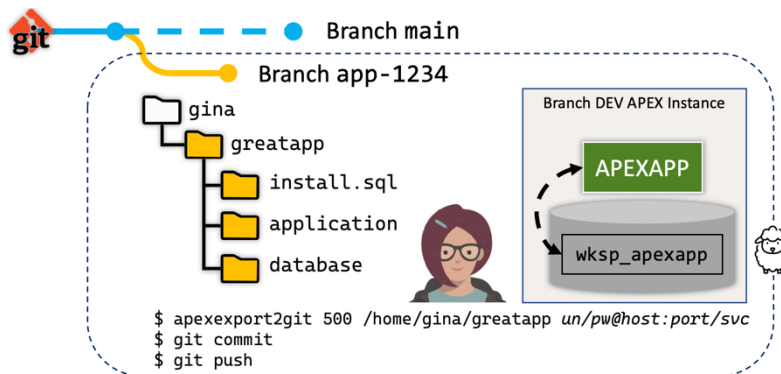 git
Branch main
Branch app-1234
gina
greatapp
install.sql
application
database
Branch DEV APEX Instance
APEXAPP
wksp_apexapp
$ apexexport2git 500 /home/gina/greatapp un/pw@host:port/svc
$ git commit
$ git push